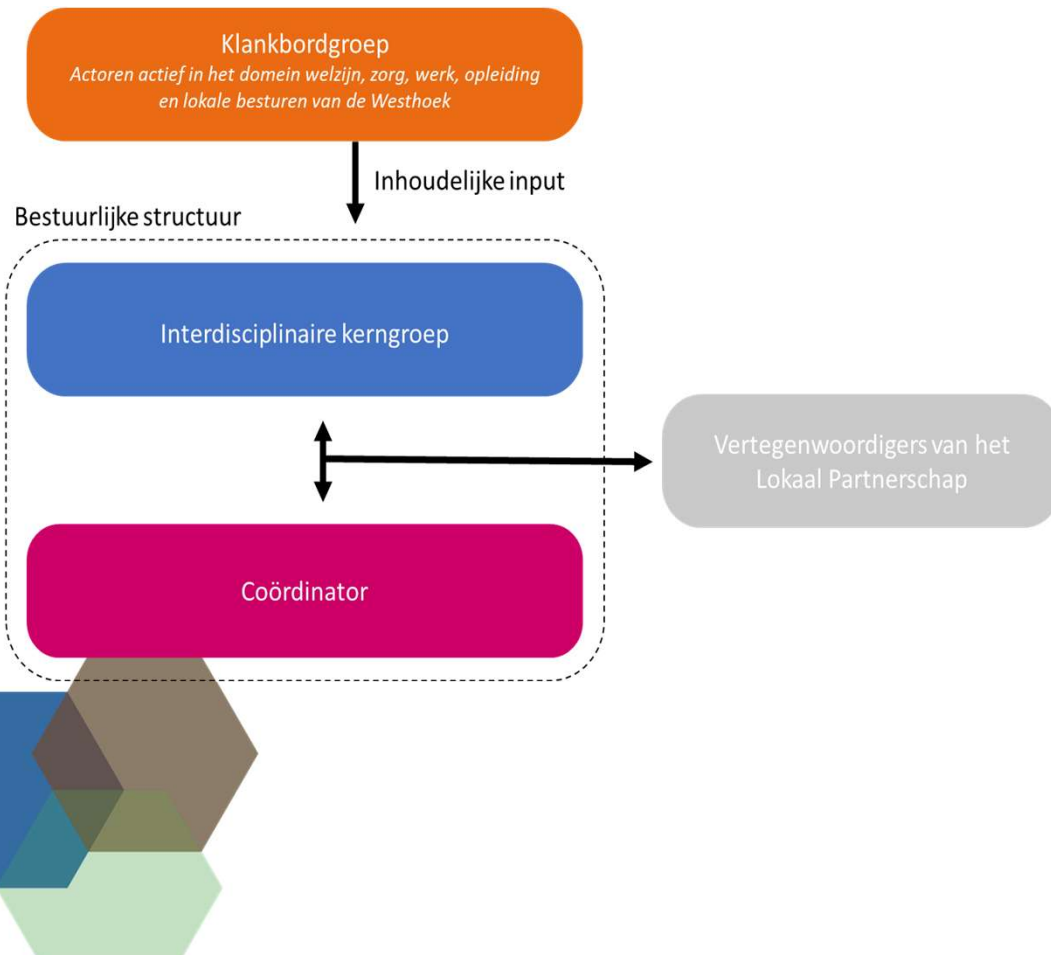 Klankbordgroep
Actoren actief in het domein welzijn, zorg, werk, opleiding
en lokale besturen van de Westhoek
Inhoudelijke input
Bestuurlijke structuur
Interdisciplinaire kerngroep
Vertegenwoordigers van het
Lokaal Partnerschap
Coördinator